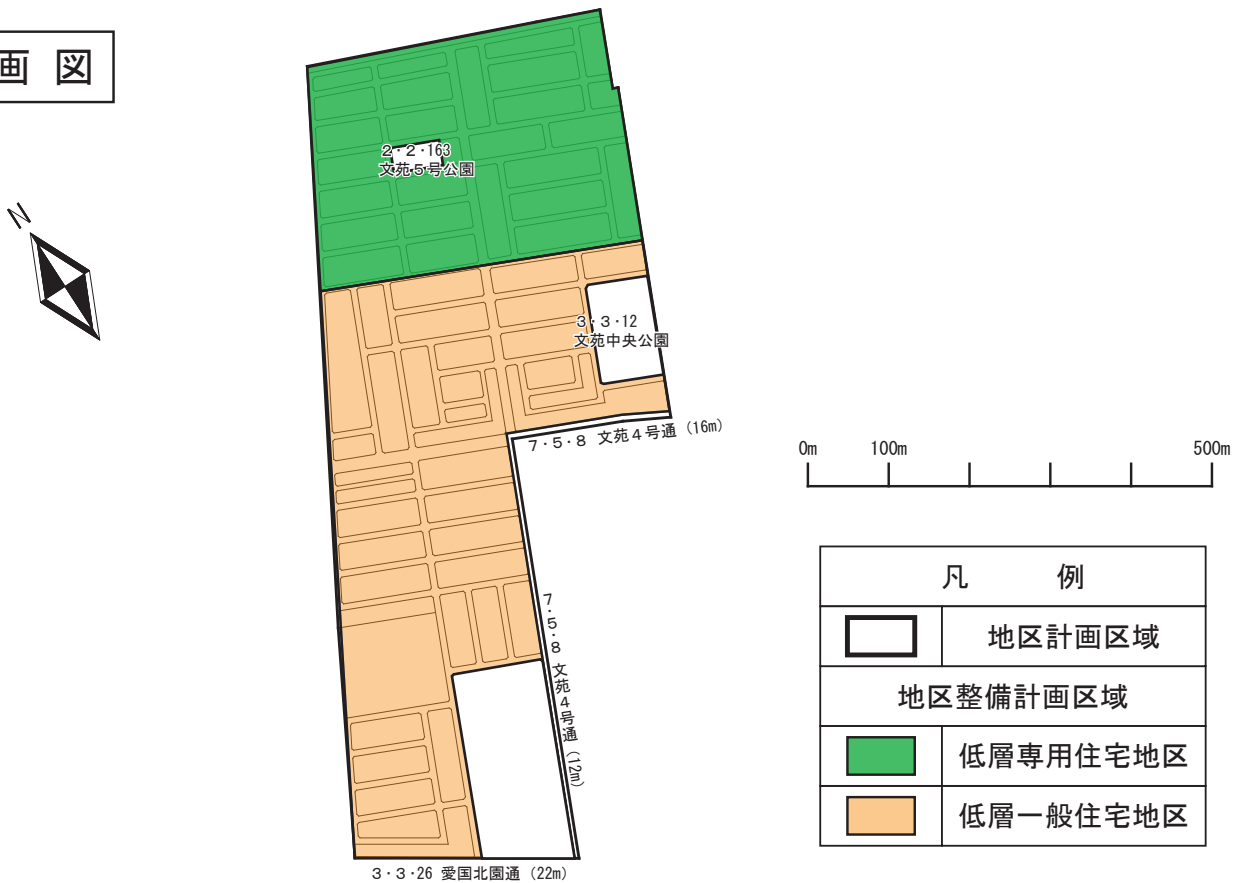 画 図
N
2・2・163
文苑5号公園
3・3・12
文苑中央公園
7・5・8 文苑4号通（16m）
0m 100m 500m
7・5・8 文苑4号通（12m）
3・3・26 愛国北園通（22m）
凡 例
地区計画区域
地区整備計画区域
低層専用住宅地区
低層一般住宅地区